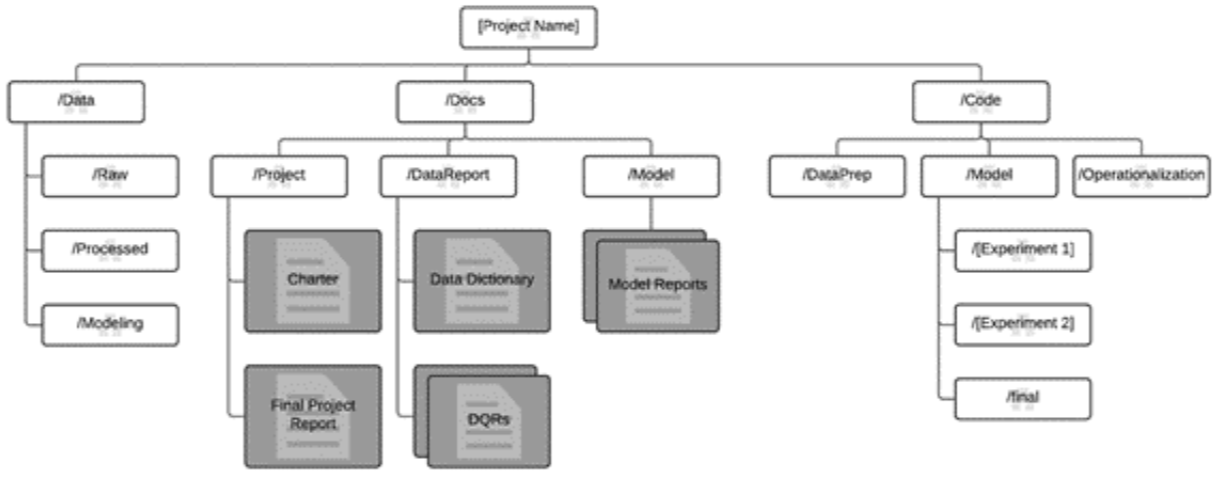 [Project Name]
/Data
/Docs
/Code
/Raw
/Project
/DataReport
/Model
/DataPrep
/Model
/Operationalization
/Processed
Charter
Data Dictionary
Model Reports
/[Experiment 1]
/Modeling
/[Experiment 2]
Final Project
Report
DQRs
/final